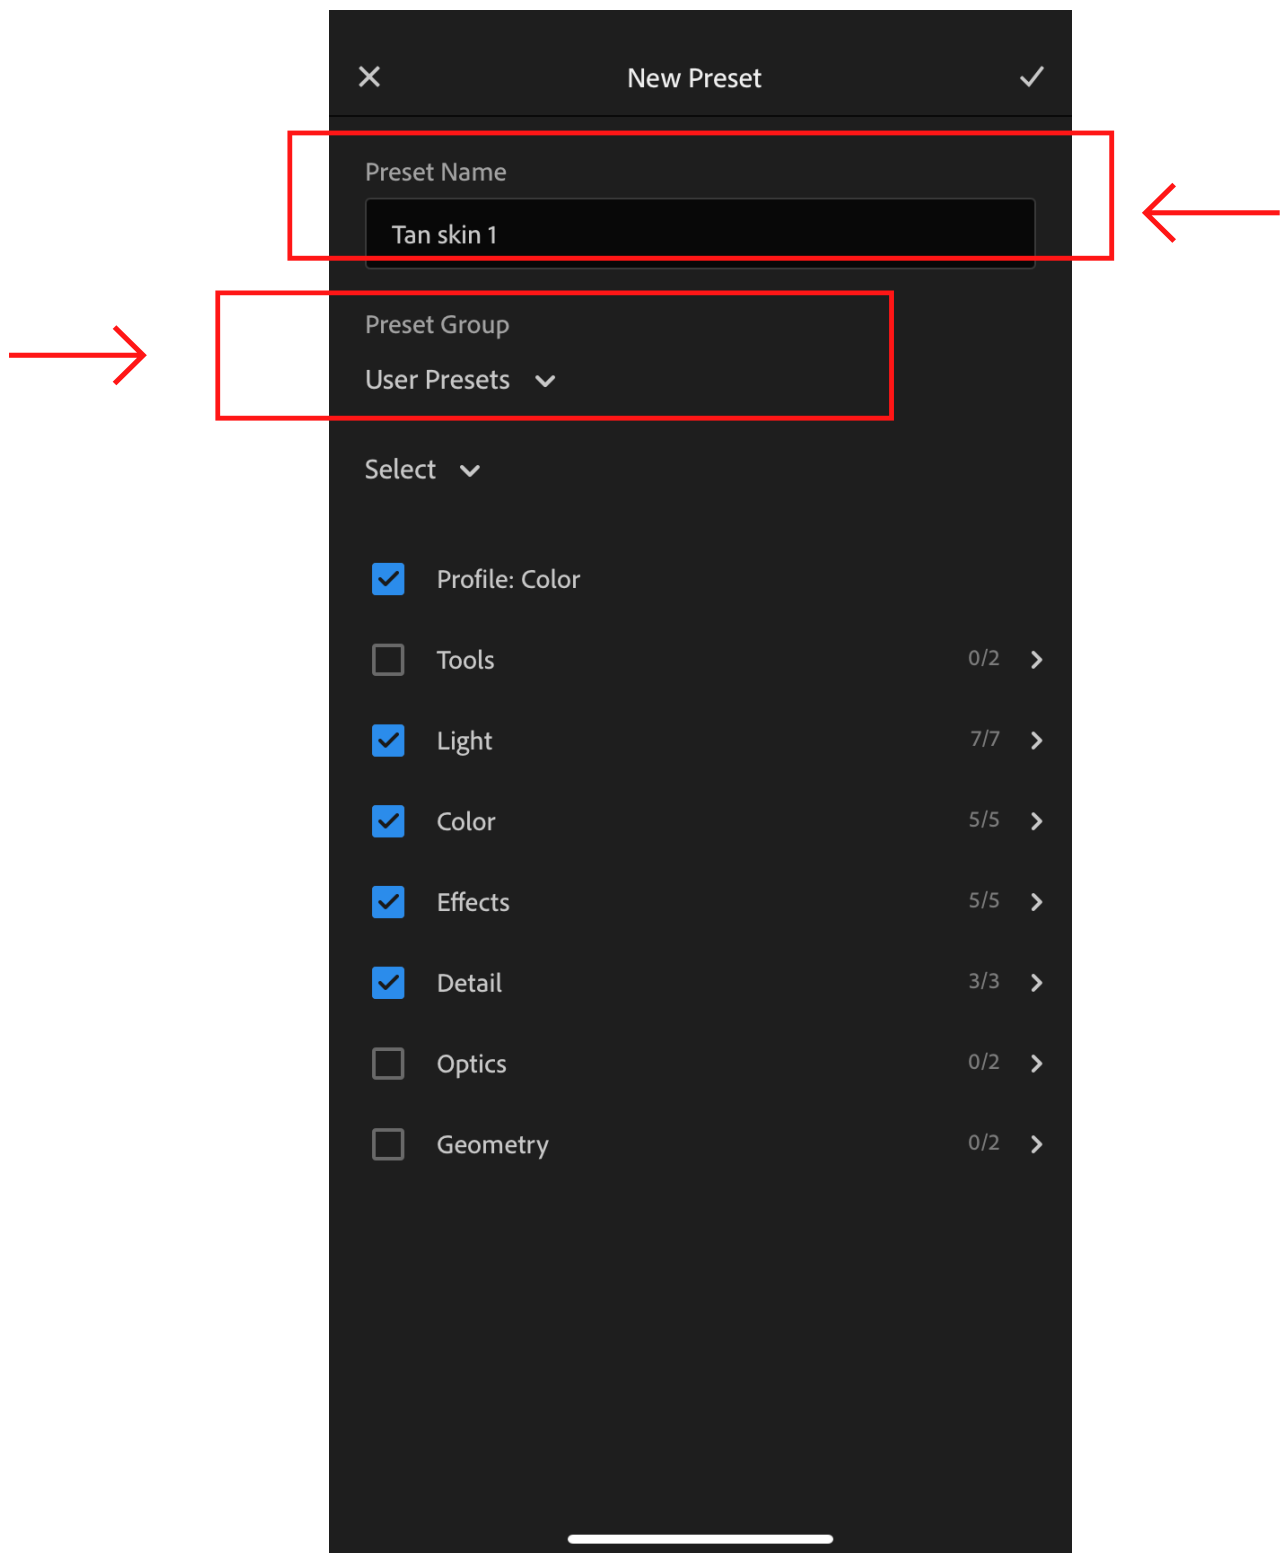 New Preset
Preset Name
Tan skin 1
Preset Group
User Presets
Select
Profile: Color
Tools 0/2
Light 7/7
Color 5/5
Effects 5/5
Detail 3/3
Optics 0/2
Geometry 0/2